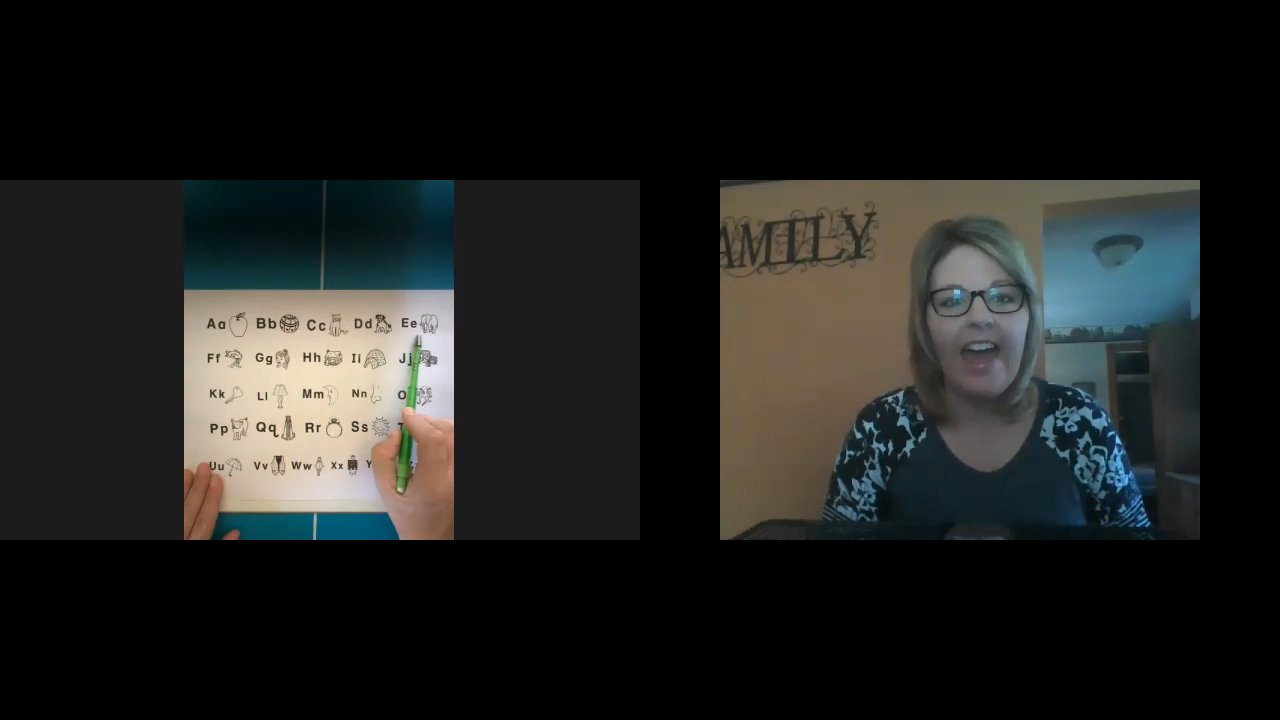 Aa Bb Cc Dd Ee
Ff Gg Hh Ii Jj
Kk Ll Mm Nn O
Pp Qq Rr Ss T
Uu Vv Ww Xx Y
AMILY